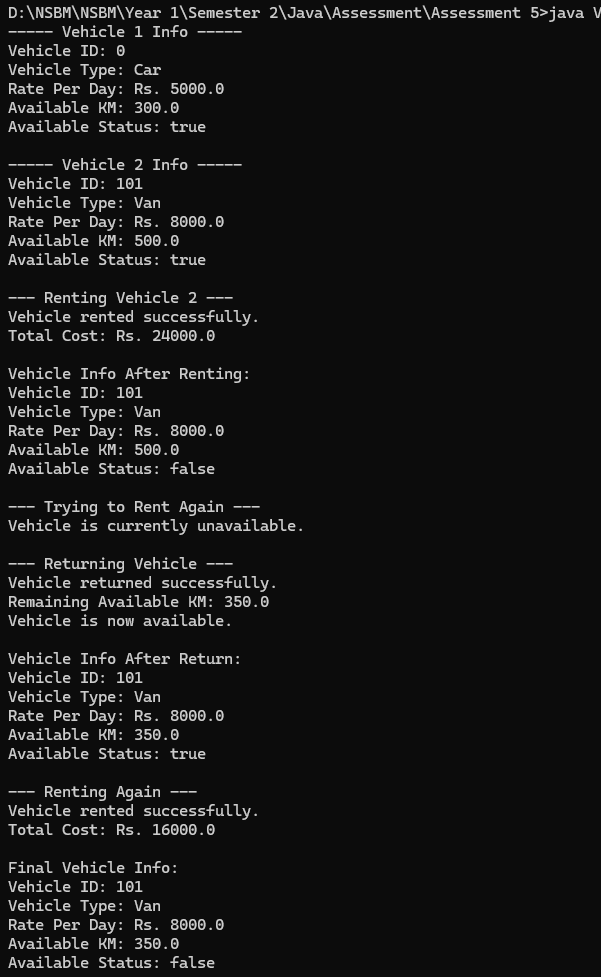 D:\NSBM\NSBM\Year 1\Semester 2\Java\Assessment\Assessment 5>java V
----- Vehicle 1 Info -----
Vehicle ID: 0
Vehicle Type: Car
Rate Per Day: Rs. 5000.0
Available KM: 300.0
Available Status: true
----- Vehicle 2 Info -----
Vehicle ID: 101
Vehicle Type: Van
Rate Per Day: Rs. 8000.0
Available KM: 500.0
Available Status: true
--- Renting Vehicle 2 ---
Vehicle rented successfully.
Total Cost: Rs. 24000.0
Vehicle Info After Renting:
Vehicle ID: 101
Vehicle Type: Van
Rate Per Day: Rs. 8000.0
Available KM: 500.0
Available Status: false
--- Trying to Rent Again ---
Vehicle is currently unavailable.
--- Returning Vehicle ---
Vehicle returned successfully.
Remaining Available KM: 350.0
Vehicle is now available.
Vehicle Info After Return:
Vehicle ID: 101
Vehicle Type: Van
Rate Per Day: Rs. 8000.0
Available KM: 350.0
Available Status: true
--- Renting Again ---
Vehicle rented successfully.
Total Cost: Rs. 16000.0
Final Vehicle Info:
Vehicle ID: 101
Vehicle Type: Van
Rate Per Day: Rs. 8000.0
Available KM: 350.0
Available Status: false